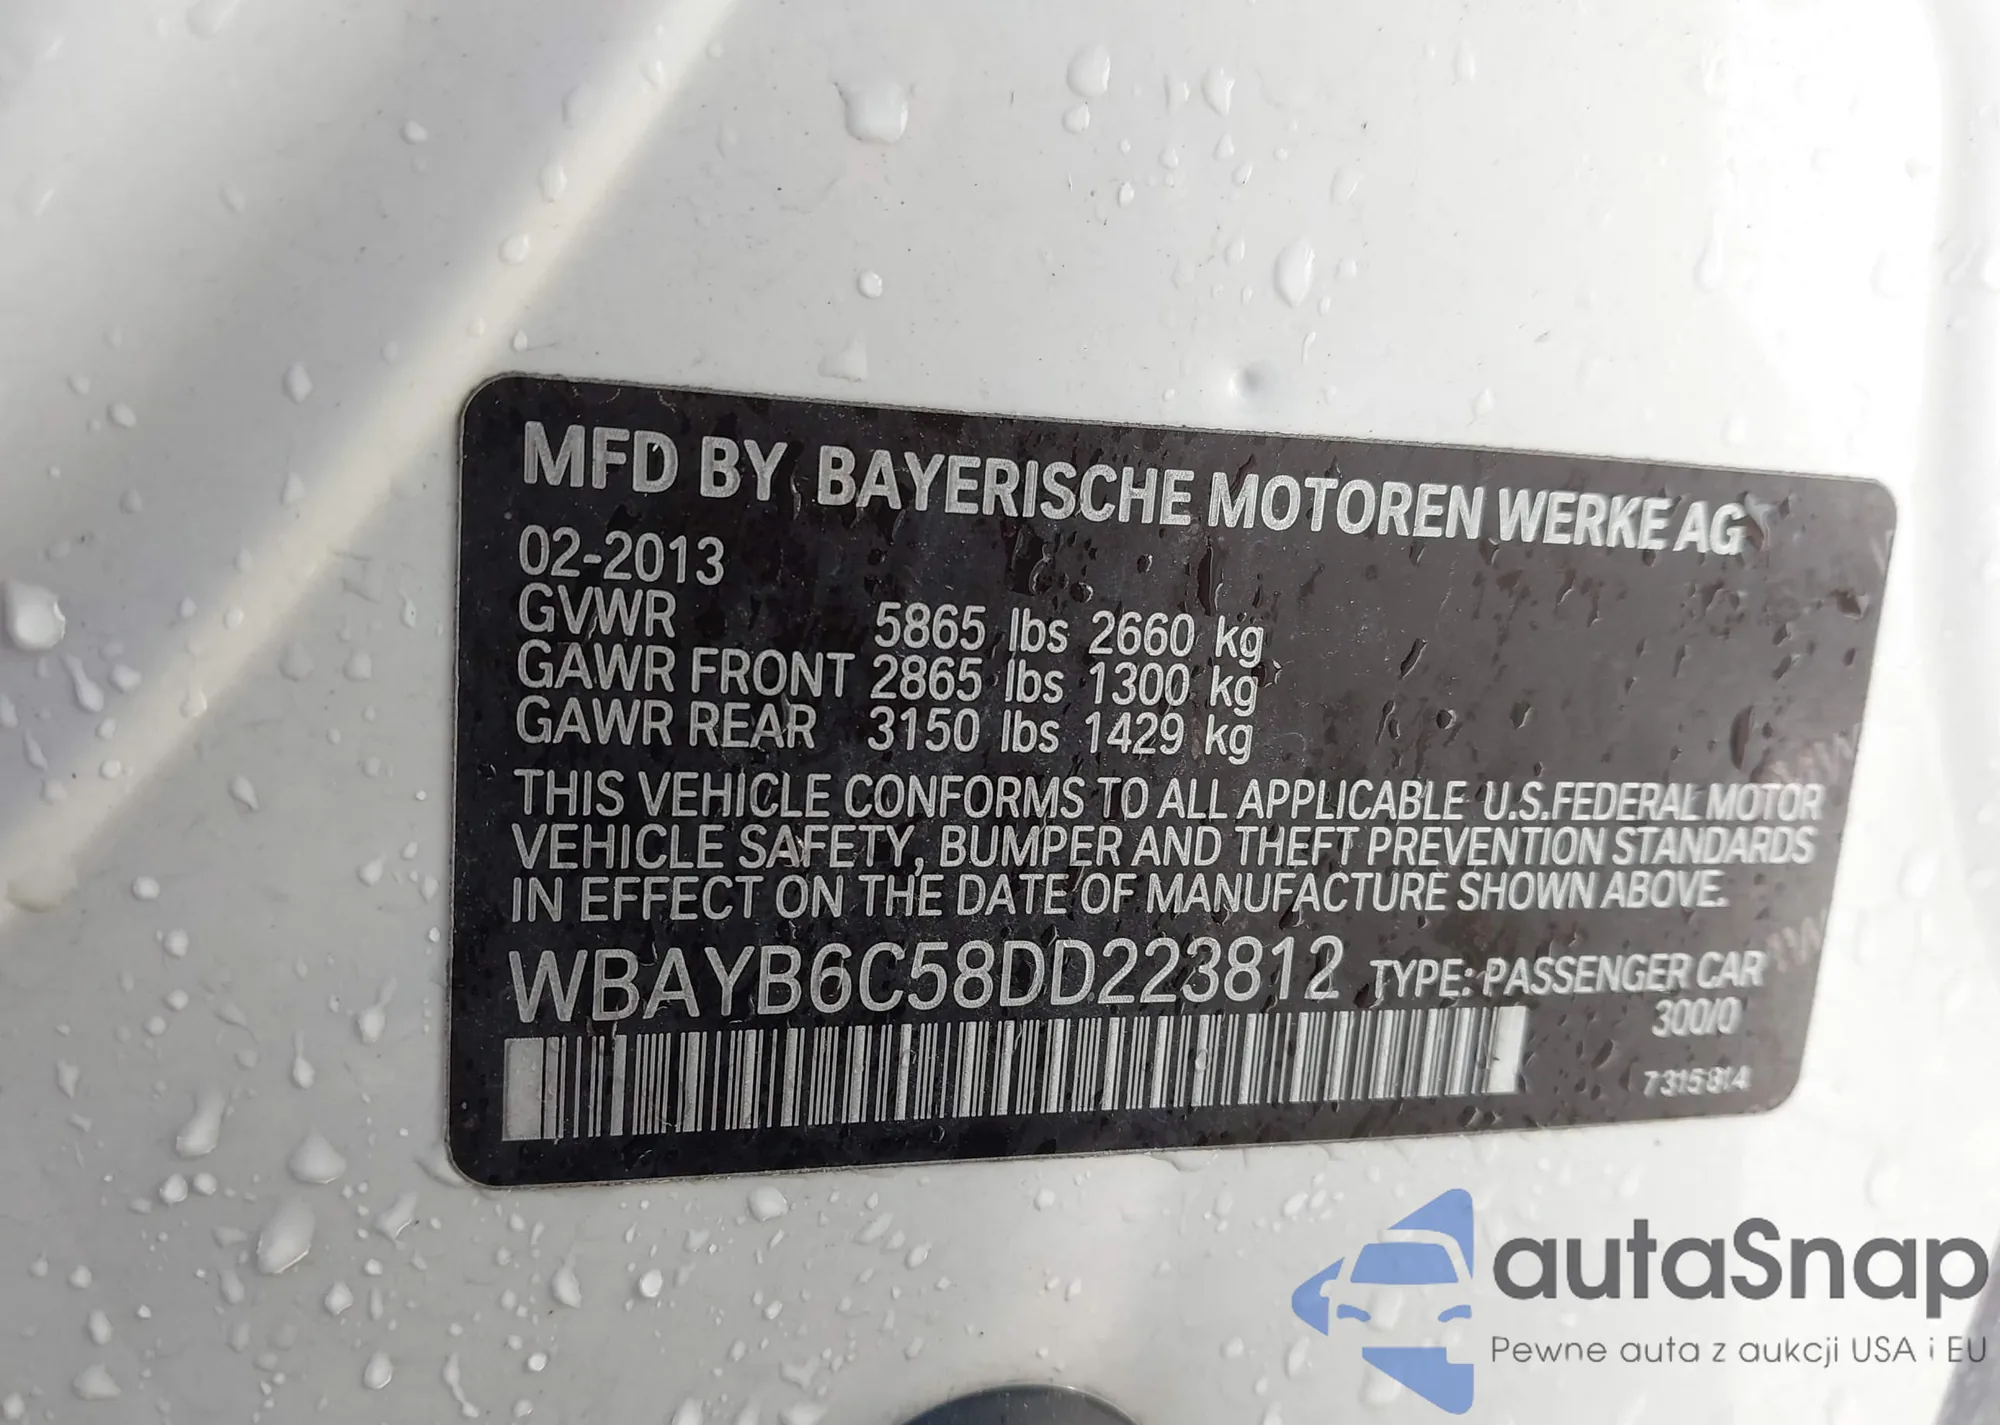 MFD BY BAYERISCHE MOTOREN WERKE AG
02-2013
GVWR 5865 lbs 2660 kg
GAWR FRONT 2865 lbs 1300 kg
GAWR REAR 3150 lbs 1429 kg
THIS VEHICLE CONFORMS TO ALL APPLICABLE U.S.FEDERAL MOTOR
VEHICLE SAFETY, BUMPER AND THEFT PREVENTION STANDARDS
IN EFFECT ON THE DATE OF MANUFACTURE SHOWN ABOVE.
WBAYB6C58DD223812 TYPE: PASSENGER CAR
300/0
7315814
autaSnap
Pewne auta z aukcji USA i EU